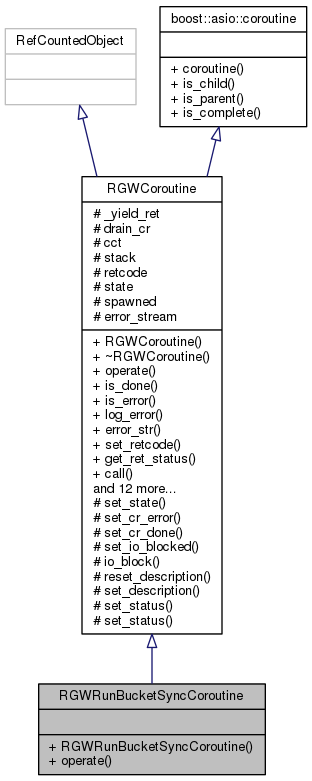 RefCountedObject
boost::asio::coroutine
+ coroutine()
+ is_child()
+ is_parent()
+ is_complete()
RGWCoroutine
# _yield_ret
# drain_cr
# cct
# stack
# retcode
# state
# spawned
# error_stream
+ RGWCoroutine()
+ ~RGWCoroutine()
+ operate()
+ is_done()
+ is_error()
+ log_error()
+ error_str()
+ set_retcode()
+ get_ret_status()
+ call()
and 12 more...
# set_state()
# set_cr_error()
# set_cr_done()
# set_io_blocked()
# io_block()
# reset_description()
# set_description()
# set_status()
# set_status()
RGWRunBucketSyncCoroutine
+ RGWRunBucketSyncCoroutine()
+ operate()